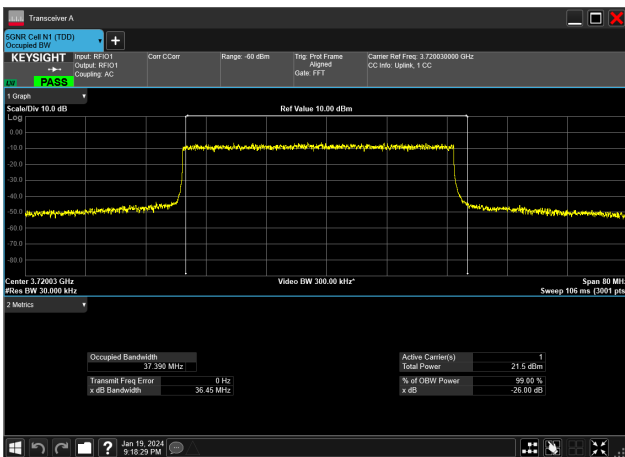 Transceiver A
5GNR Cell N1 (TDD)
Occupied BW
KEYSIGHT
Input: RFIO1
Output: RFIO1
Coupling: AC
Corr CCorr
Range: -60 dBm
Trig: Prot Frame
Aligned
Gate: FFT
Carrier Ref Freq: 3.720030000 GHz
CC Info: Uplink, 1 CC
PASS
1 Graph
Scale/Div 10.0 dB
Ref Value 10.00 dBm
Log
0.00
-10.0
-20.0
-30.0
-40.0
-50.0
-60.0
-70.0
-80.0
Center 3.72003 GHz
#Res BW 30.000 kHz
Video BW 300.00 kHz*
Span 80 MHz
Sweep 106 ms (3001 pts
2 Metrics
Occupied Bandwidth
37.390 MHz
Transmit Freq Error 0 Hz
x dB Bandwidth 36.45 MHz
Active Carrier(s) 1
Total Power 21.5 dBm
% of OBW Power 99.00 %
x dB -26.00 dB
Jan 19, 2024
9:18:29 PM